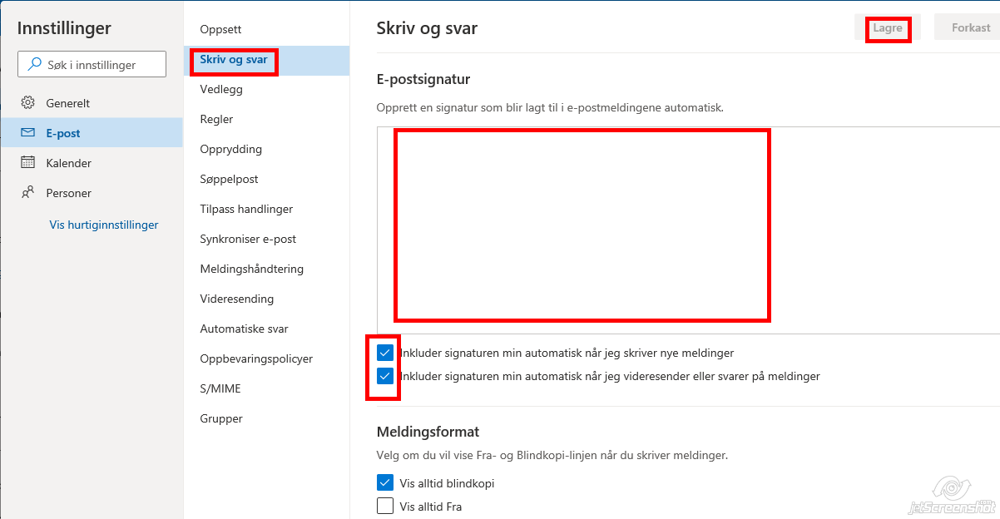 Innstillinger
Søk i innstillinger
Generelt
E-post
Kalender
Personer
Vis hurtiginnstillinger
Oppsett
Skriv og svar
Vedlegg
Regler
Opprydding
Søppelpost
Tilpass handlinger
Synkroniser e-post
Meldingshåndtering
Videresending
Automatiske svar
Oppbevaringspolicyer
S/MIME
Grupper
Skriv og svar
Lagre
Forkast
E-postsignatur
Opprett en signatur som blir lagt til i e-postmeldingene automatisk.
Inkluder signaturen min automatisk når jeg skriver nye meldinger
Inkluder signaturen min automatisk når jeg videresender eller svarer på meldinger
Meldingsformat
Velg om du vil vise Fra- og Blindkopi-linjen når du skriver meldinger.
Vis alltid blindkopi
Vis alltid Fra
jetScreenshot.com